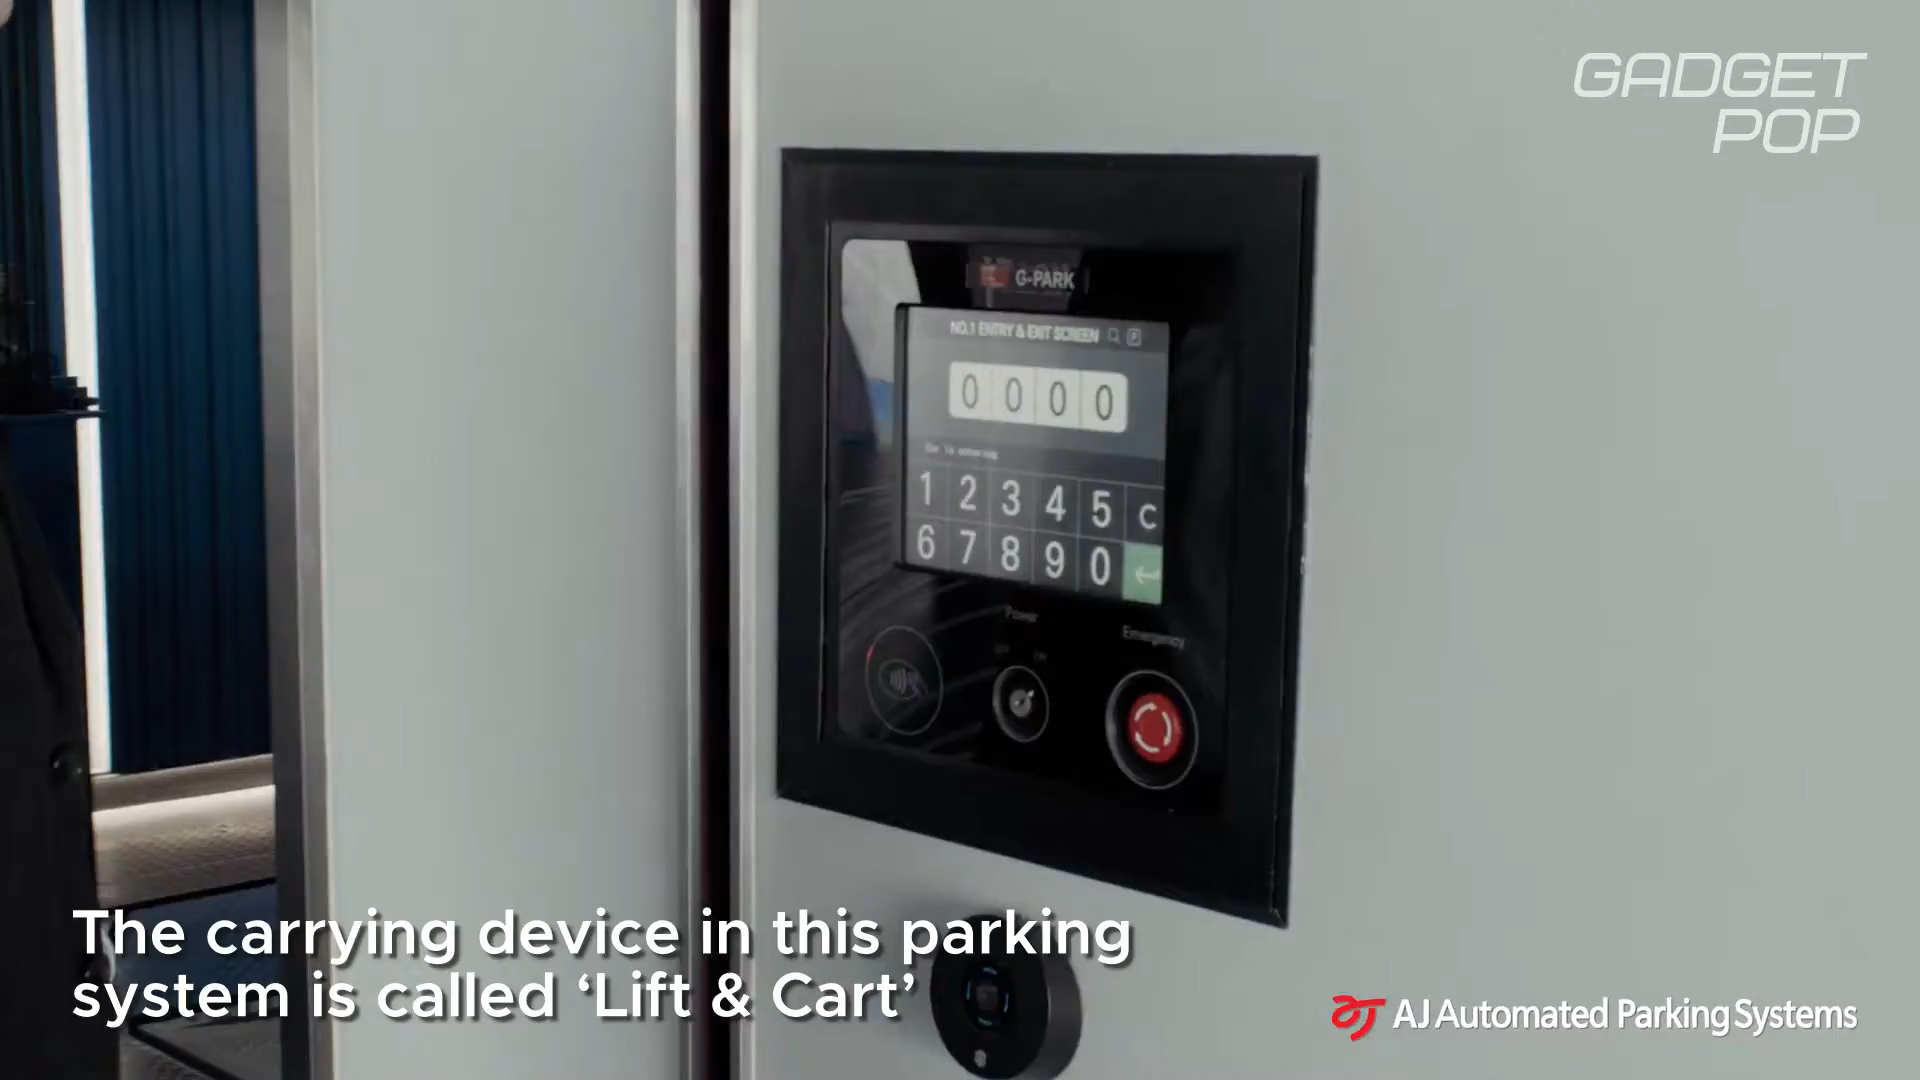 GADGET
POP
G-PARK
NO.1 ENTRY & EXIT SCREEN
0 0 0 0
1 2 3 4 5 C
6 7 8 9 0
Power
Emergency
The carrying device in this parking
system is called ‘Lift & Cart’
AJ Automated Parking Systems